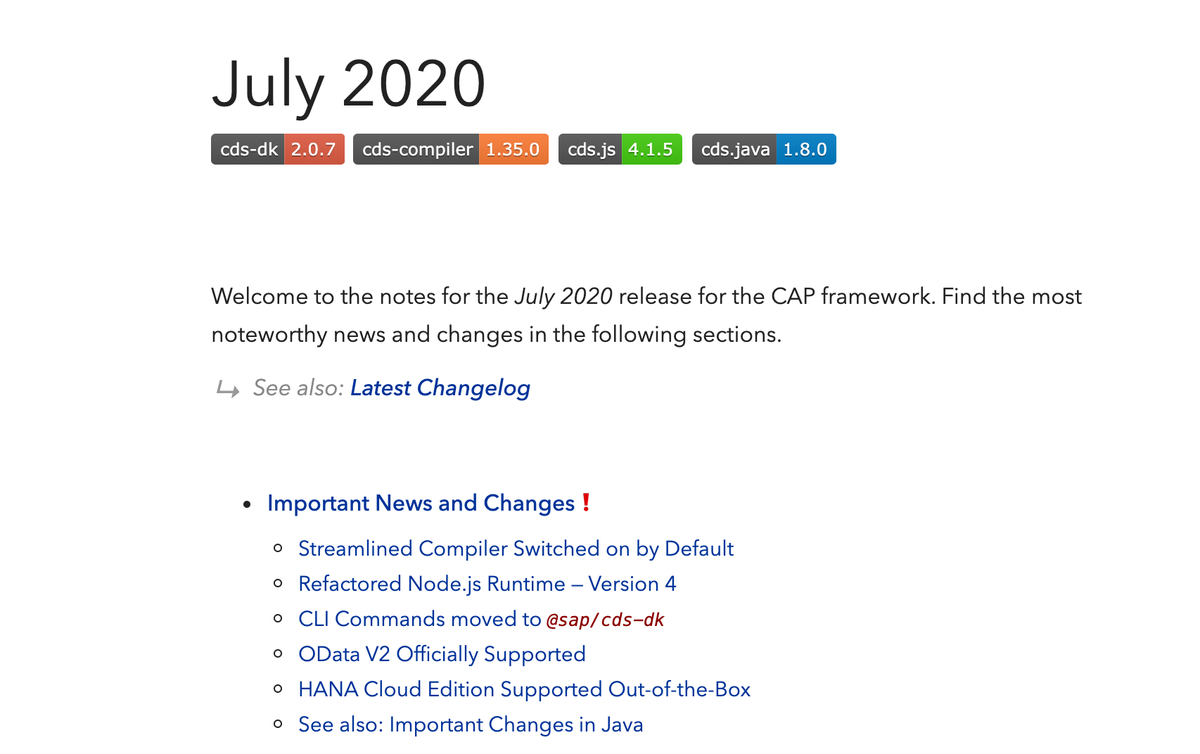 July 2020
cds-dk 2.0.7 cds-compiler 1.35.0 cds.js 4.1.5 cds.java 1.8.0
Welcome to the notes for the July 2020 release for the CAP framework. Find the most
noteworthy news and changes in the following sections.
See also: Latest Changelog
Important News and Changes❗
Streamlined Compiler Switched on by Default
Refactored Node.js Runtime – Version 4
CLI Commands moved to @sap/cds-dk
OData V2 Officially Supported
HANA Cloud Edition Supported Out-of-the-Box
See also: Important Changes in Java